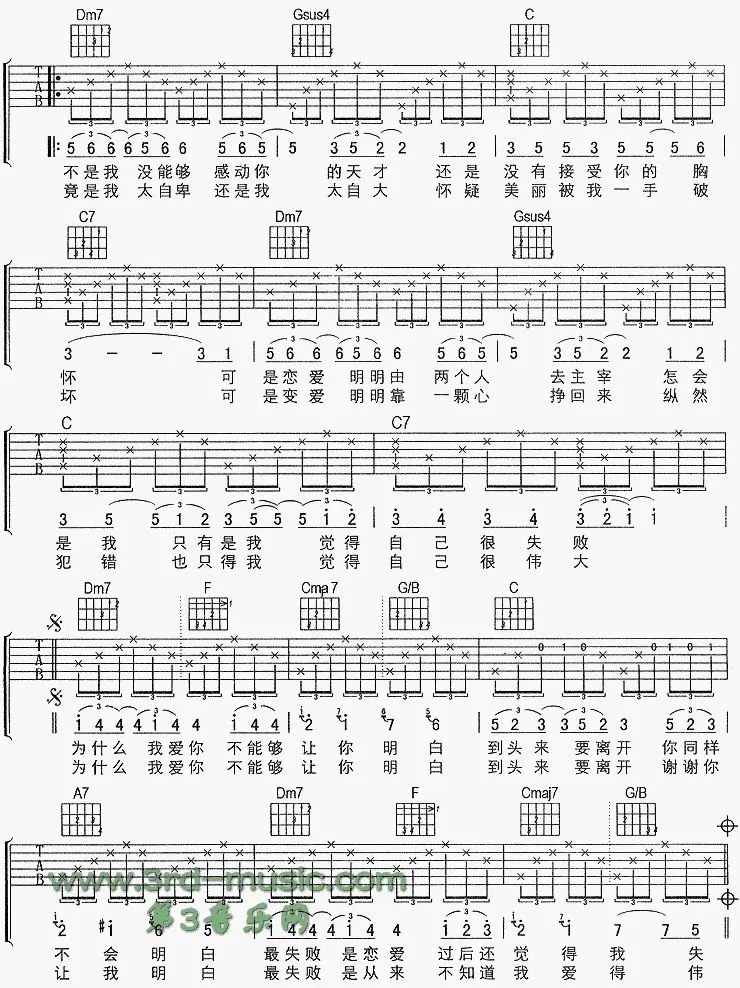 Dm7 Gsus4 C
T A B
5 6 6 6 5 6 6 5 6 5 5 3 5 2 2 1 2 3 5 5 3 5 5 5 6
不是我 没能够 感动你 的天才 还是 没有接受你的胸
竟是我 太自卑 还是我 太自大 怀疑 美丽被我一手破
C7 Dm7 Gsus4
T A B
3 - - 3 1 5 6 6 6 5 6 6 5 6 5 5 3 5 2 2 1 2
怀 可 是恋爱 明明由 两个人 去主宰 怎会
坏 可 是变爱 明明靠 一颗心 挣回来 纵然
C C7
T A B
3 5 5 1 2 3 5 5 5 1 2 3 4 3 4 3 2 1 1
是我 只有是我 觉得 自己很失败
犯错 也只得我 觉得 自己很伟大
Dm7 F Cmaj7 G/B C
T A B
0 1 0 0 1 0 1
1 4 4 4 1 4 4 1 4 4 2 1 7 6 5 2 3 3 5 2 3 5 2 3
为什么 我爱你 不能够 让你明白 到头来 要离开 你同样
为什么 我爱你 不能够 让你明白 到头来 要离开 谢谢你
A7 Dm7 F Cmaj7 G/B
T A B
www.3rd-music.com
第3音乐网
2 #1 3 5 1 4 4 4 4 1 4 1 2 3 2 1 7 7 5
不会明白 最失败 是恋爱 过后还 觉得我 失
让我明白 最失败 是从来 不知道 我爱得 伟